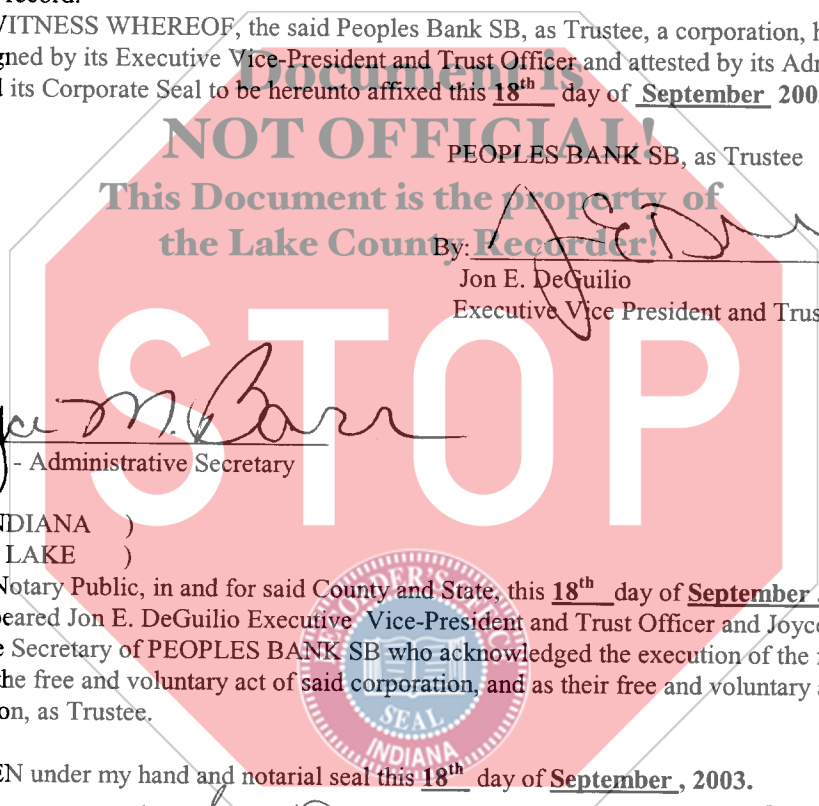 record.
WITNESS WHEREOF, the said Peoples Bank SB, as Trustee, a corporation, h
gned by its Executive Vice-President and Trust Officer and attested by its Adr
d its Corporate Seal to be hereunto affixed this 18th day of September 200
Document is
NOT OFFICIAL!
PEOPLES BANK SB, as Trustee
This Document is the property of
the Lake County Recorder!
By:
Jon E. DeGuilio
Executive Vice President and Trus
STOP
M. Barr
- Administrative Secretary
NDIANA )
LAKE )
Notary Public, in and for said County and State, this 18th day of September
peared Jon E. DeGuilio Executive Vice-President and Trust Officer and Joyce
e Secretary of PEOPLES BANK SB who acknowledged the execution of the f
the free and voluntary act of said corporation, and as their free and voluntary a
on, as Trustee.
RECORDER'S OFFICE
SEAL
INDIANA
EN under my hand and notarial seal this 18th day of September , 2003.